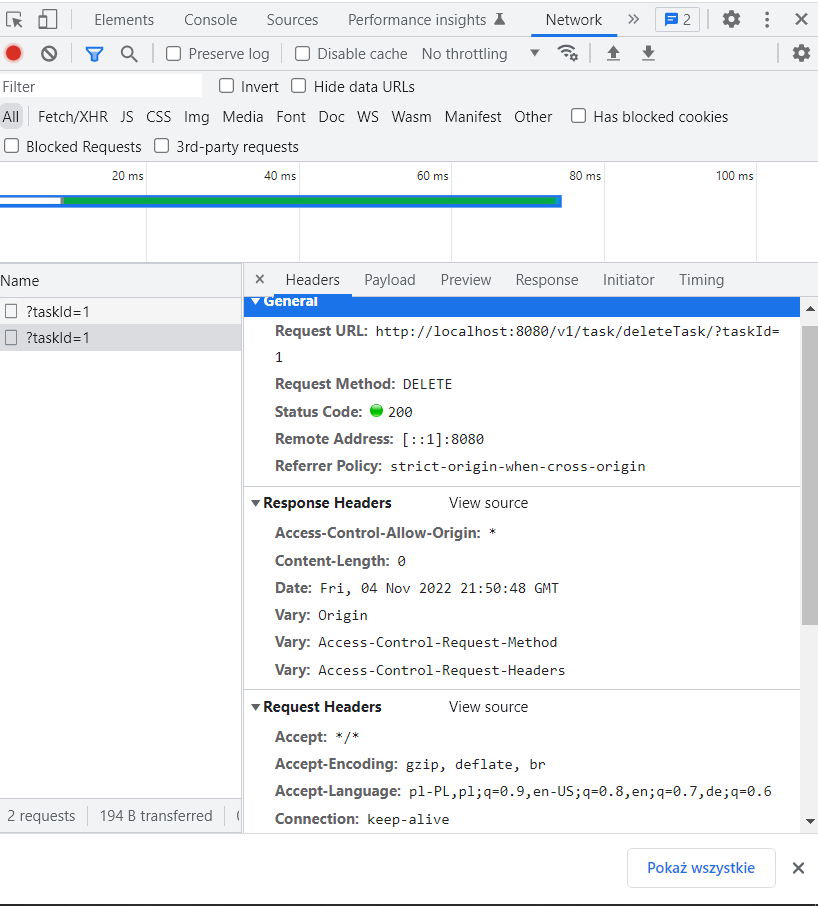 Elements Console Sources Performance insights Network » 2
Preserve log Disable cache No throttling
Filter Invert Hide data URLs
All Fetch/XHR JS CSS Img Media Font Doc WS Wasm Manifest Other Has blocked cookies
Blocked Requests 3rd-party requests
20 ms 40 ms 60 ms 80 ms 100 ms
Name
?taskId=1
?taskId=1
2 requests 194 B transferred
× Headers Payload Preview Response Initiator Timing
General
Request URL: http://localhost:8080/v1/task/deleteTask/?taskId=
1
Request Method: DELETE
Status Code: 200
Remote Address: [::1]:8080
Referrer Policy: strict-origin-when-cross-origin
Response Headers View source
Access-Control-Allow-Origin: *
Content-Length: 0
Date: Fri, 04 Nov 2022 21:50:48 GMT
Vary: Origin
Vary: Access-Control-Request-Method
Vary: Access-Control-Request-Headers
Request Headers View source
Accept: */*
Accept-Encoding: gzip, deflate, br
Accept-Language: pl-PL,pl;q=0.9,en-US;q=0.8,en;q=0.7,de;q=0.6
Connection: keep-alive
Pokaż wszystkie